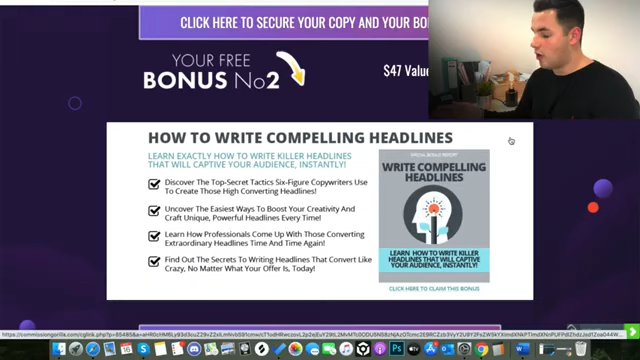 CLICK HERE TO SECURE YOUR COPY AND YOUR BO
YOUR FREE
BONUS No2
$47 Value
HOW TO WRITE COMPELLING HEADLINES
LEARN EXACTLY HOW TO WRITE KILLER HEADLINES
THAT WILL CAPTIVE YOUR AUDIENCE, INSTANTLY!
Discover The Top-Secret Tactics Six-Figure Copywriters Use
To Create Those High Converting Headlines!
Uncover The Easiest Ways To Boost Your Creativity And
Craft Unique, Powerful Headlines Every Time!
Learn How Professionals Come Up With Those Converting
Extraordinary Headlines Time And Time Again!
Find Out The Secrets To Writing Headlines That Convert Like
Crazy, No Matter What Your Offer Is, Today!
SPECIAL BONUS REPORT
WRITE COMPELLING
HEADLINES
LEARN HOW TO WRITE KILLER
HEADLINES THAT WILL CAPTIVE
YOUR AUDIENCE, INSTANTLY!
CLICK HERE TO CLAIM THIS BONUS